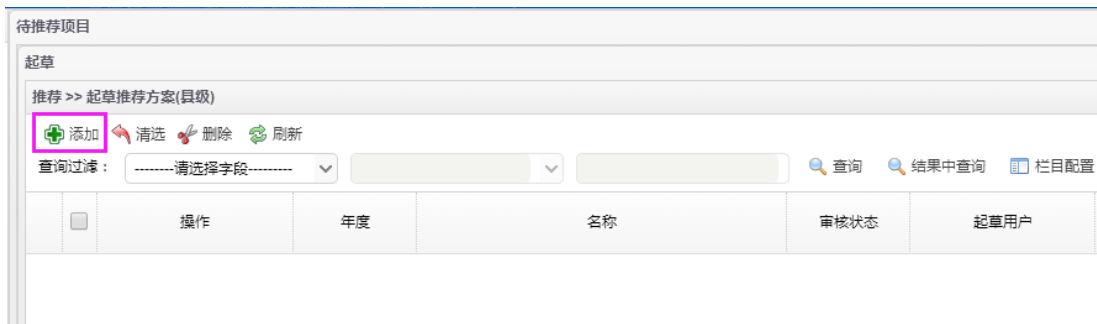 待推荐项目
起草
推荐 >> 起草推荐方案(县级)
添加 清选 删除 刷新
查询过滤： --------请选择字段--------- 查询 结果中查询 栏目配置
操作 年度 名称 审核状态 起草用户